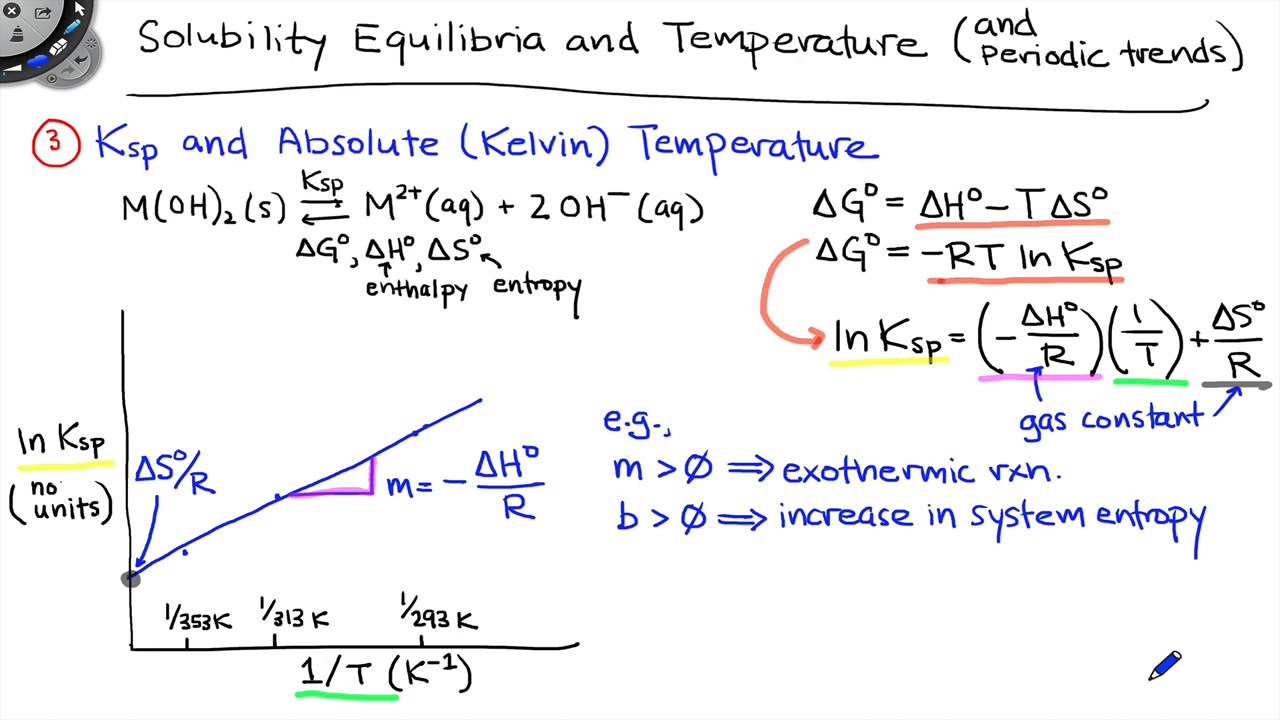 Solubility Equilibria and Temperature (and Periodic trends)
③ Ksp and Absolute (Kelvin) Temperature
M(OH)₂(s) ⇌ M²⁺(aq) + 2OH⁻(aq)
Ksp
ΔG°, ΔH°, ΔS°
enthalpy entropy
ΔG° = ΔH° − TΔS°
ΔG° = −RT ln Ksp
ln Ksp = (−ΔH°/R)(1/T) + ΔS°/R
gas constant
ln Ksp
(no units)
ΔS°/R
m = −ΔH°/R
1/353K 1/313K 1/293K
1/T (K⁻¹)
e.g.,
m > Ø ⟹ exothermic rxn.
b > Ø ⟹ increase in system entropy